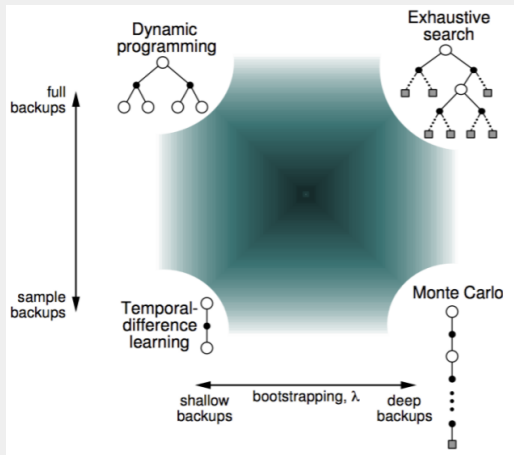 Dynamic
programming
Exhaustive
search
full
backups
sample
backups
Temporal-
difference
learning
Monte Carlo
shallow
backups
bootstrapping, λ
deep
backups